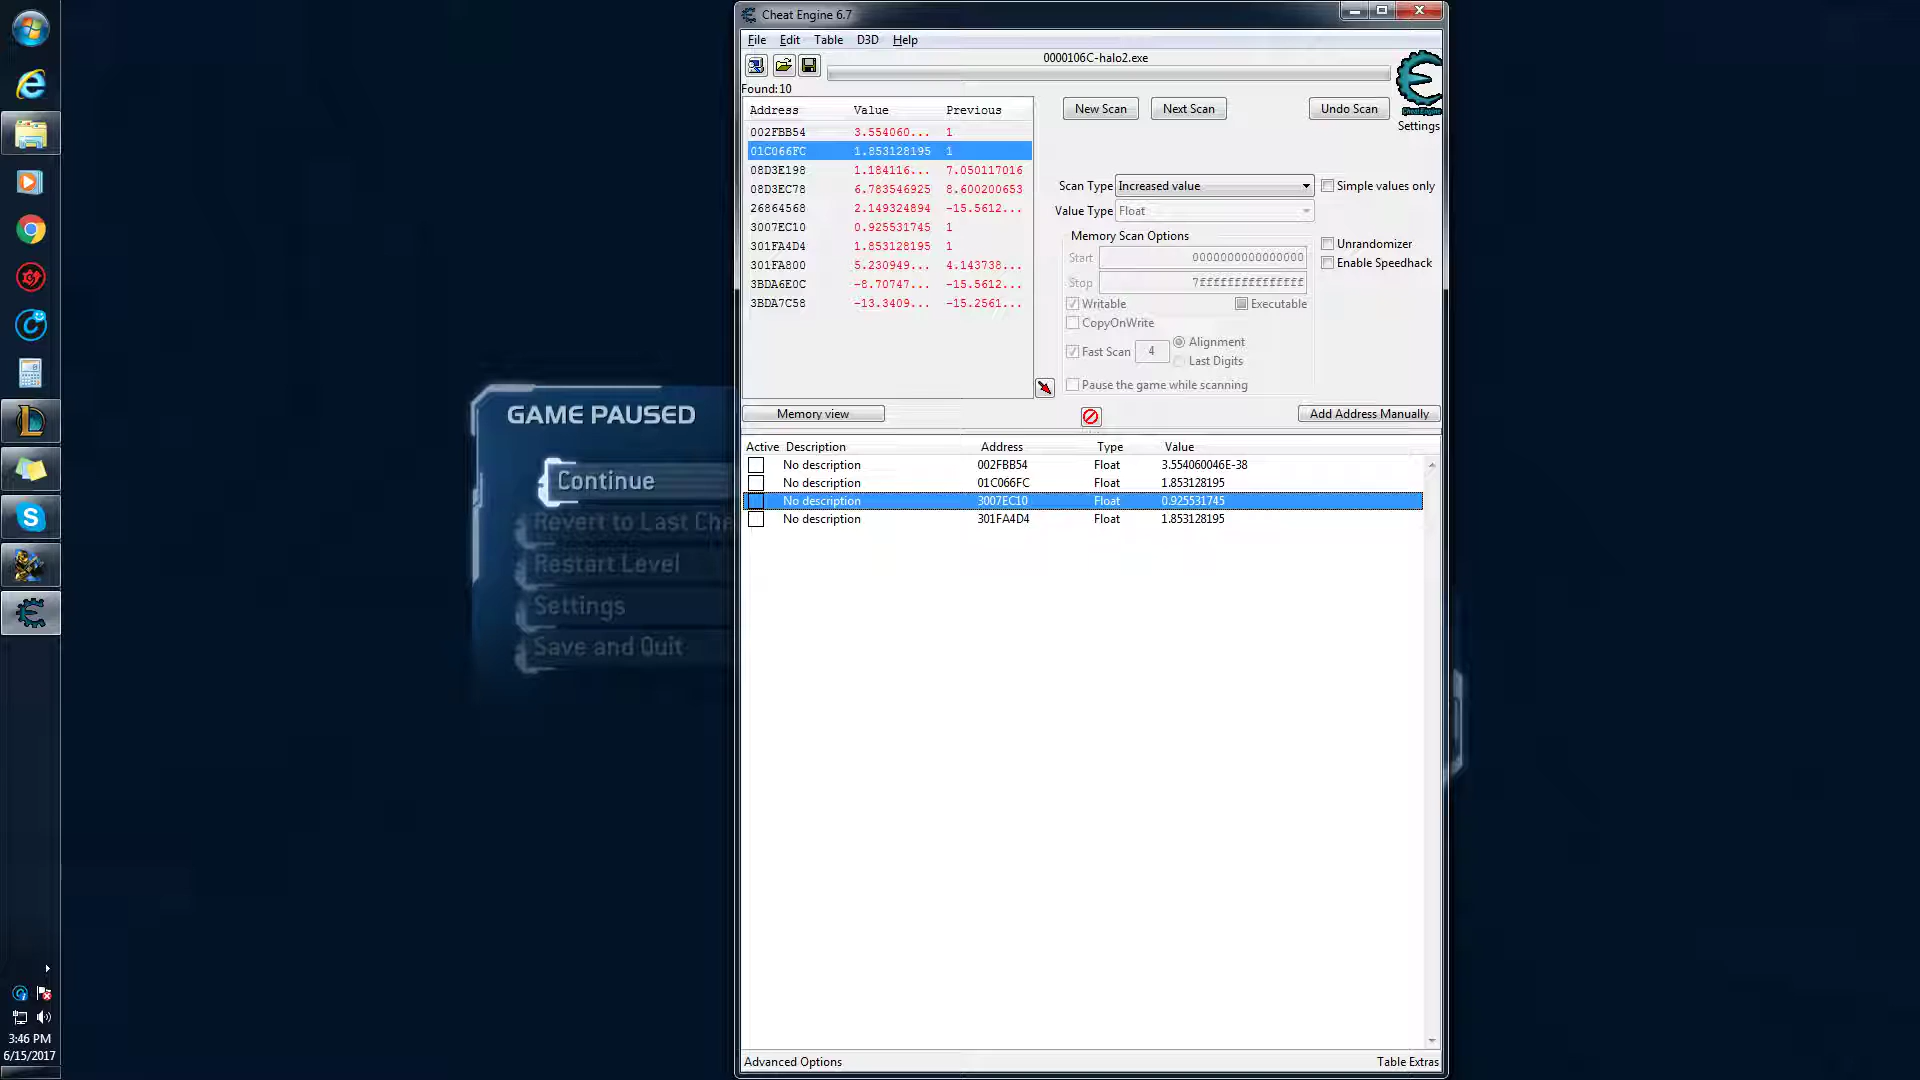 Cheat Engine 6.7
File Edit Table D3D Help
0000106C-halo2.exe
Found:10
Address Value Previous
002FBB54 3.554060... 1
01C066FC 1.853128195 1
08D3E198 1.184116... 7.050117016
08D3EC78 6.783546925 8.600200653
26864568 2.149324894 -15.5612...
3007EC10 0.925531745 1
301FA4D4 1.853128195 1
301FA800 5.230949... 4.143738...
3BDA6E0C -8.70747... -15.5612...
3BDA7C58 -13.3409... -15.2561...
New Scan Next Scan Undo Scan
Settings
Scan Type Increased value Simple values only
Value Type Float
Memory Scan Options
Start 0000000000000000
Stop 7fffffffffffffff
Writable Executable
CopyOnWrite
Fast Scan 4 Alignment
Last Digits
Pause the game while scanning
Unrandomizer
Enable Speedhack
Memory view Add Address Manually
Active Description Address Type Value
No description 002FBB54 Float 3.554060046E-38
No description 01C066FC Float 1.853128195
No description 3007EC10 Float 0.925531745
No description 301FA4D4 Float 1.853128195
Advanced Options Table Extras
GAME PAUSED
Continue
Revert to Last Che
Restart Level
Settings
Save and Quit
3:46 PM
6/15/2017